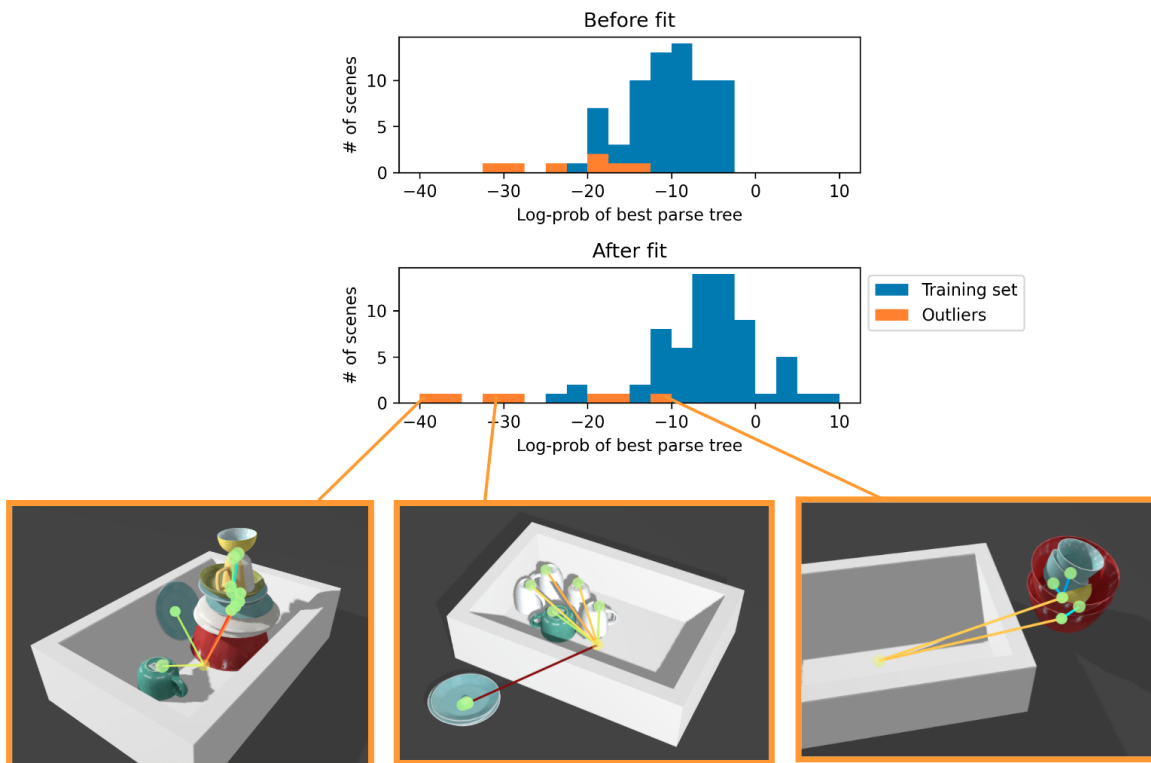 Before fit
# of scenes
10
5
0
−40 −30 −20 −10 0 10
Log-prob of best parse tree
After fit
# of scenes
10
5
0
−40 −30 −20 −10 0 10
Log-prob of best parse tree
Training set
Outliers